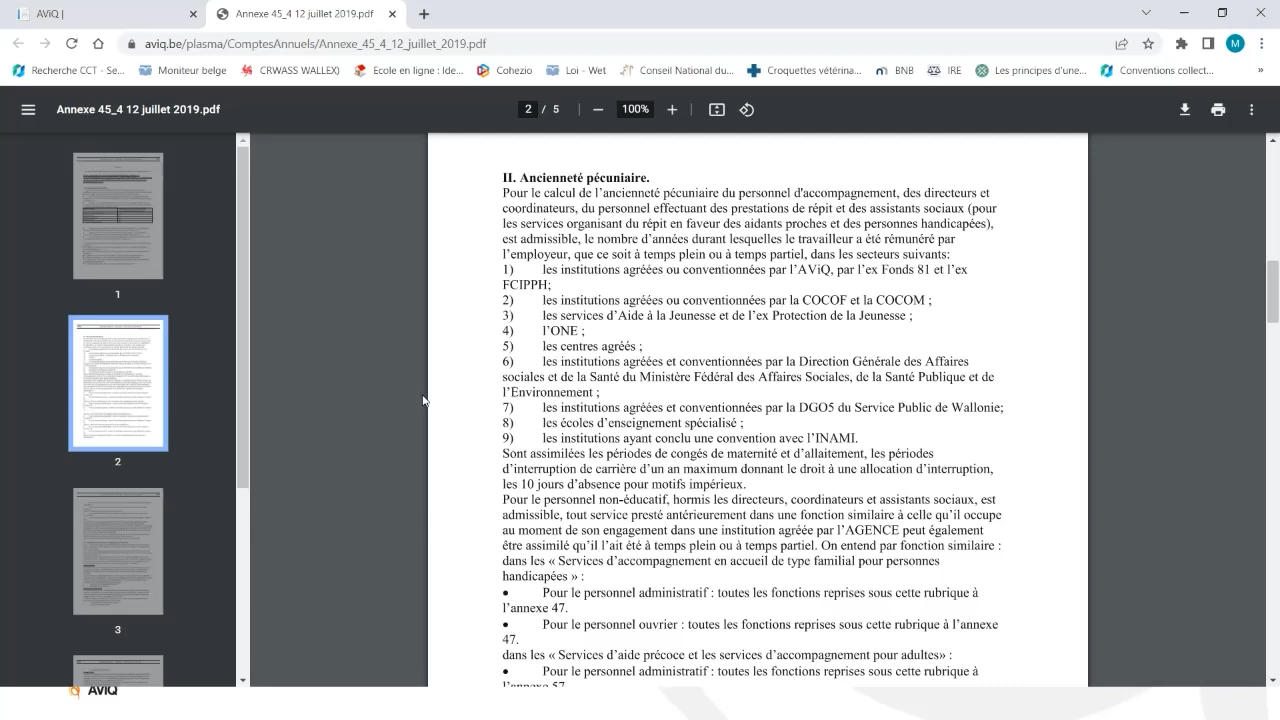 AViQ |
Annexe 45_4 12 juillet 2019.pdf
aviq.be/plasma/ComptesAnnuels/Annexe_45_4_12_juillet_2019.pdf
M
Recherche CCT - Se...
Moniteur belge
CRWASS WALLEX)
Ecole en ligne : Ide...
Cohezio
Loi - Wet
Conseil National du...
Croquettes vétérina...
BNB
IRE
Les principes d'une...
Conventions collect...
»
Annexe 45_4 12 juillet 2019.pdf
2 / 5
100%
1
2
3
AVIQ
II. Ancienneté pécuniaire.
Pour le calcul de l'ancienneté pécuniaire du personnel d'accompagnement, des directeurs et
coordinateurs, du personnel effectuant des prestations de répit et des assistants sociaux (pour
les services organisant du répit en faveur des aidants proches et des personnes handicapées),
est admissible, le nombre d'années durant lesquelles le travailleur a été rémunéré par
l'employeur, que ce soit à temps plein ou à temps partiel, dans les secteurs suivants:
1) les institutions agréées ou conventionnées par l'AViQ, par l'ex Fonds 81 et l'ex
FCIPPH;
2) les institutions agréées ou conventionnées par la COCOF et la COCOM ;
3) les services d'Aide à la Jeunesse et de l'ex Protection de la Jeunesse ;
4) l'ONE ;
5) les centres agréés ;
6) les institutions agréées et conventionnées par la Direction Générale des Affaires
sociales et de la Santé du Ministère Fédéral des Affaires Sociales, de la Santé Publique et de
l'Environnement ;
7) les institutions agréées et conventionnées par la DGO5 du Service Public de Wallonie;
8) les écoles d'enseignement spécialisé ;
9) les institutions ayant conclu une convention avec l'INAMI.
Sont assimilées les périodes de congés de maternité et d'allaitement, les périodes
d'interruption de carrière d'un an maximum donnant le droit à une allocation d'interruption,
les 10 jours d'absence pour motifs impérieux.
Pour le personnel non-éducatif, hormis les directeurs, coordinateurs et assistants sociaux, est
admissible, tout service presté antérieurement dans une fonction similaire à celle qu'il occupe
au moment de son engagement dans une institution agréée par l'AGENCE peut également
être assimilé qu'il l'ait été à temps plein ou à temps partiel. On entend par fonction similaire :
dans les « Services d'accompagnement en accueil de type familial pour personnes
handicapées » :
• Pour le personnel administratif : toutes les fonctions reprises sous cette rubrique à
l'annexe 47.
• Pour le personnel ouvrier : toutes les fonctions reprises sous cette rubrique à l'annexe
47.
dans les « Services d'aide précoce et les services d'accompagnement pour adultes» :
• Pour le personnel administratif : toutes les fonctions reprises sous cette rubrique à
l'annexe 57.